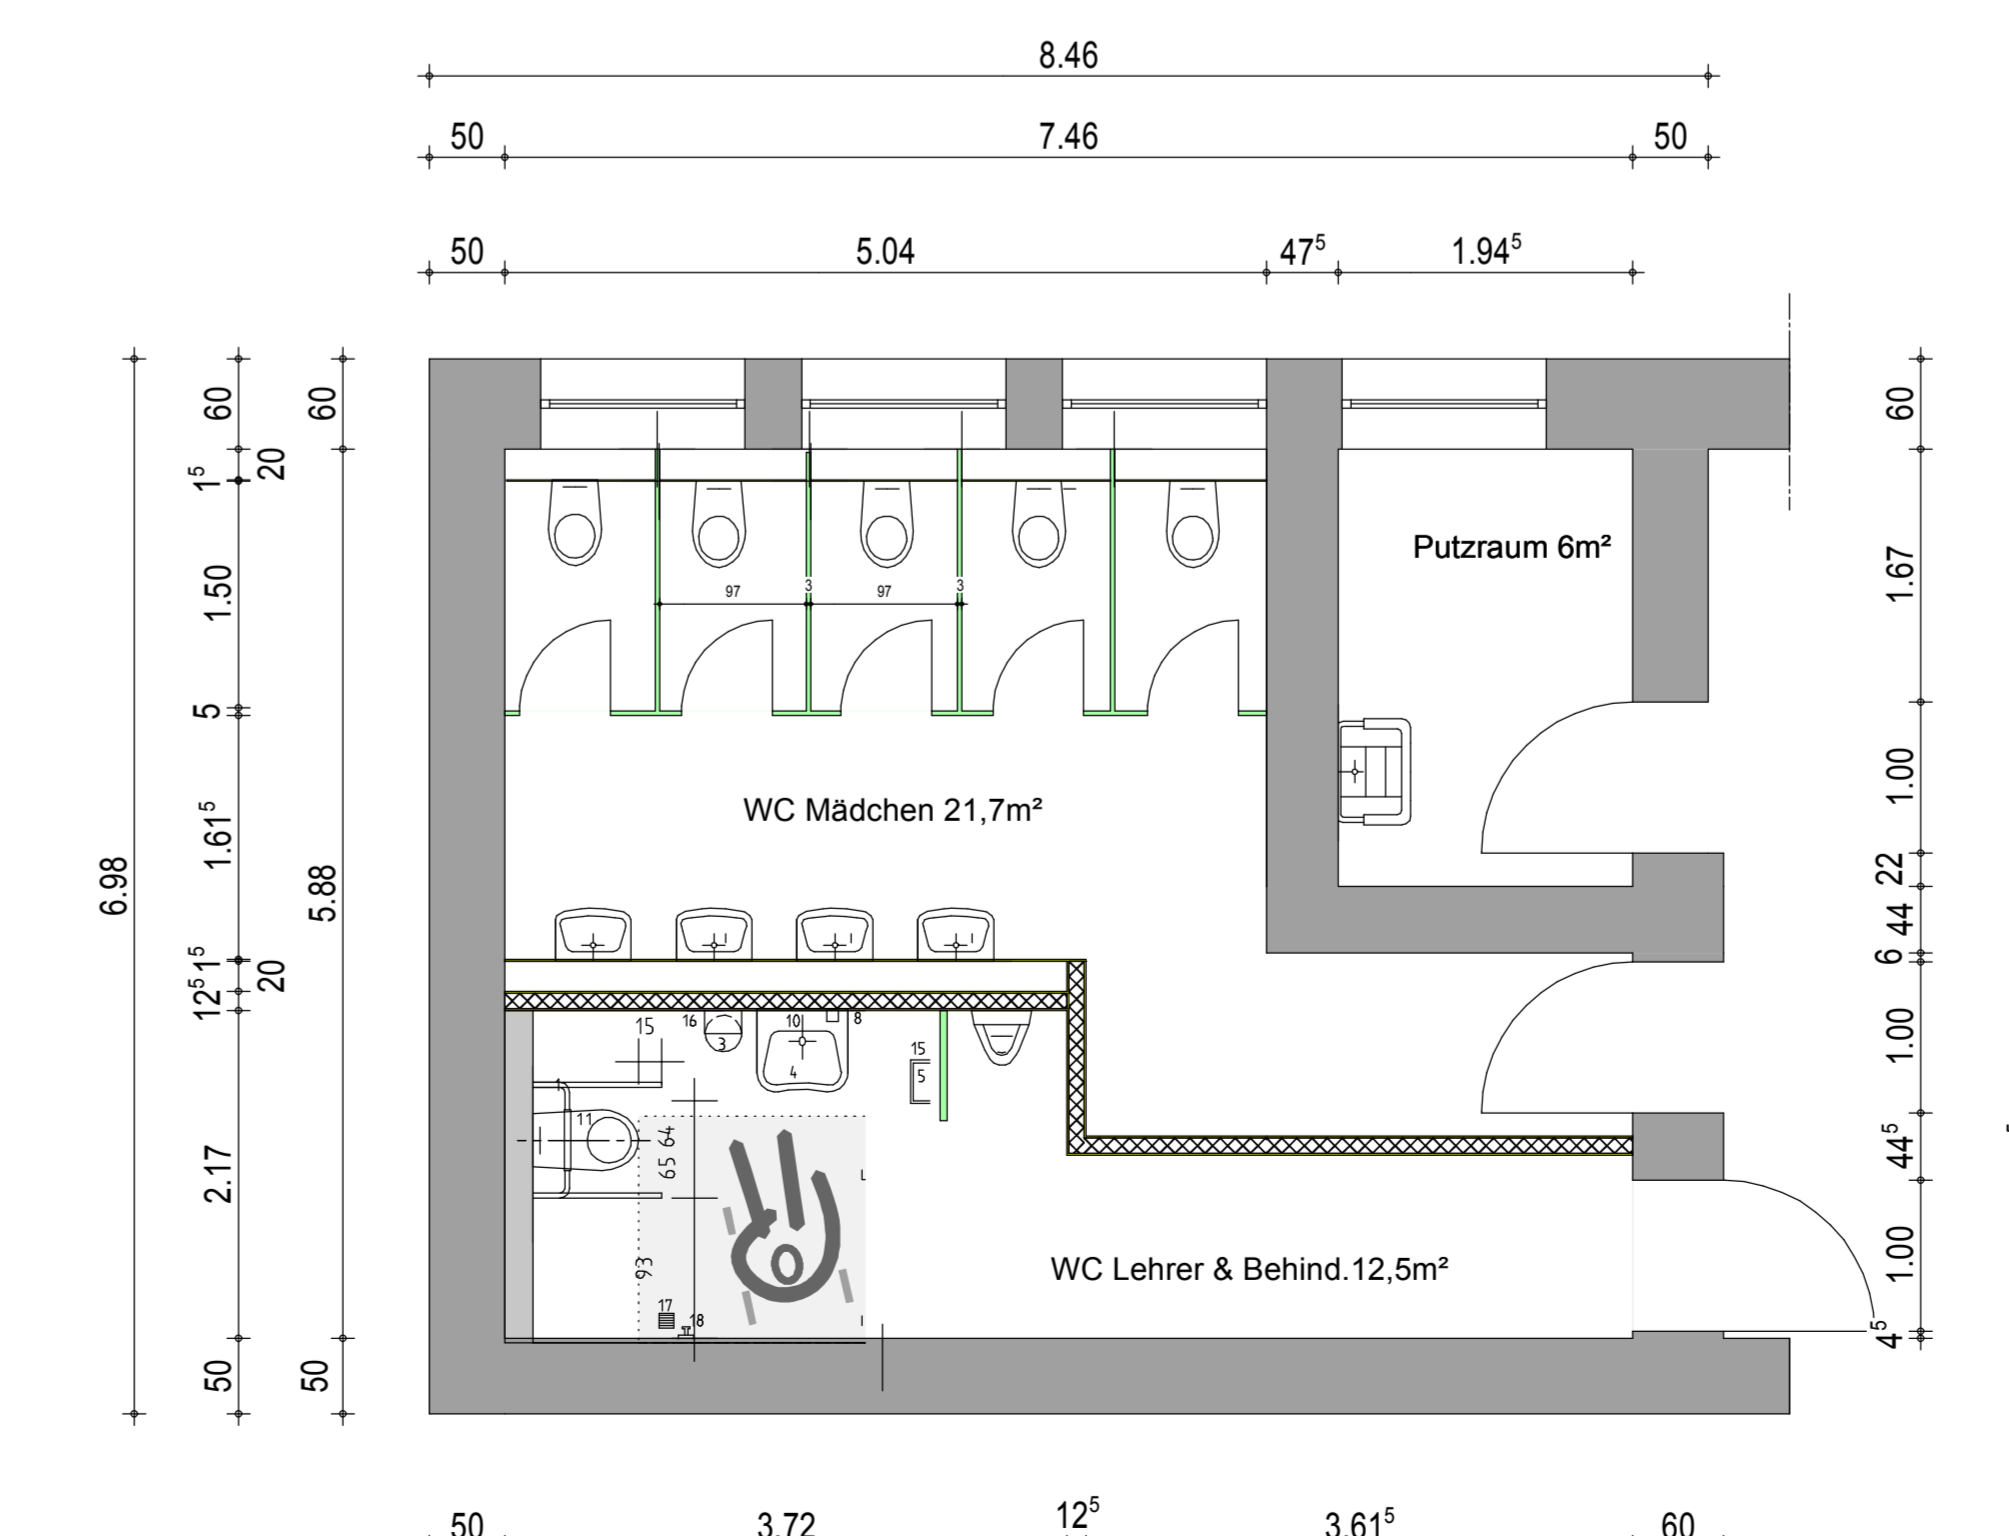 8.46
50 7.46 50
50 5.04 47⁵ 1.94⁵
60 60 60
20
1⁵
Putzraum 6m²
1.50 1.67
97 3 97 3
5
1.00
WC Mädchen 21,7m²
1.61⁵
6.98 5.88
22
44
6
1⁵ 20
12⁵
15 16 3 10 8
4
15
5
1.00
1
11
64
65
44⁵
2.17
L
93
WC Lehrer & Behind.12,5m²
1.00
17
18
4⁵
50 50
50 3.72 12⁵ 3.61⁵ 60